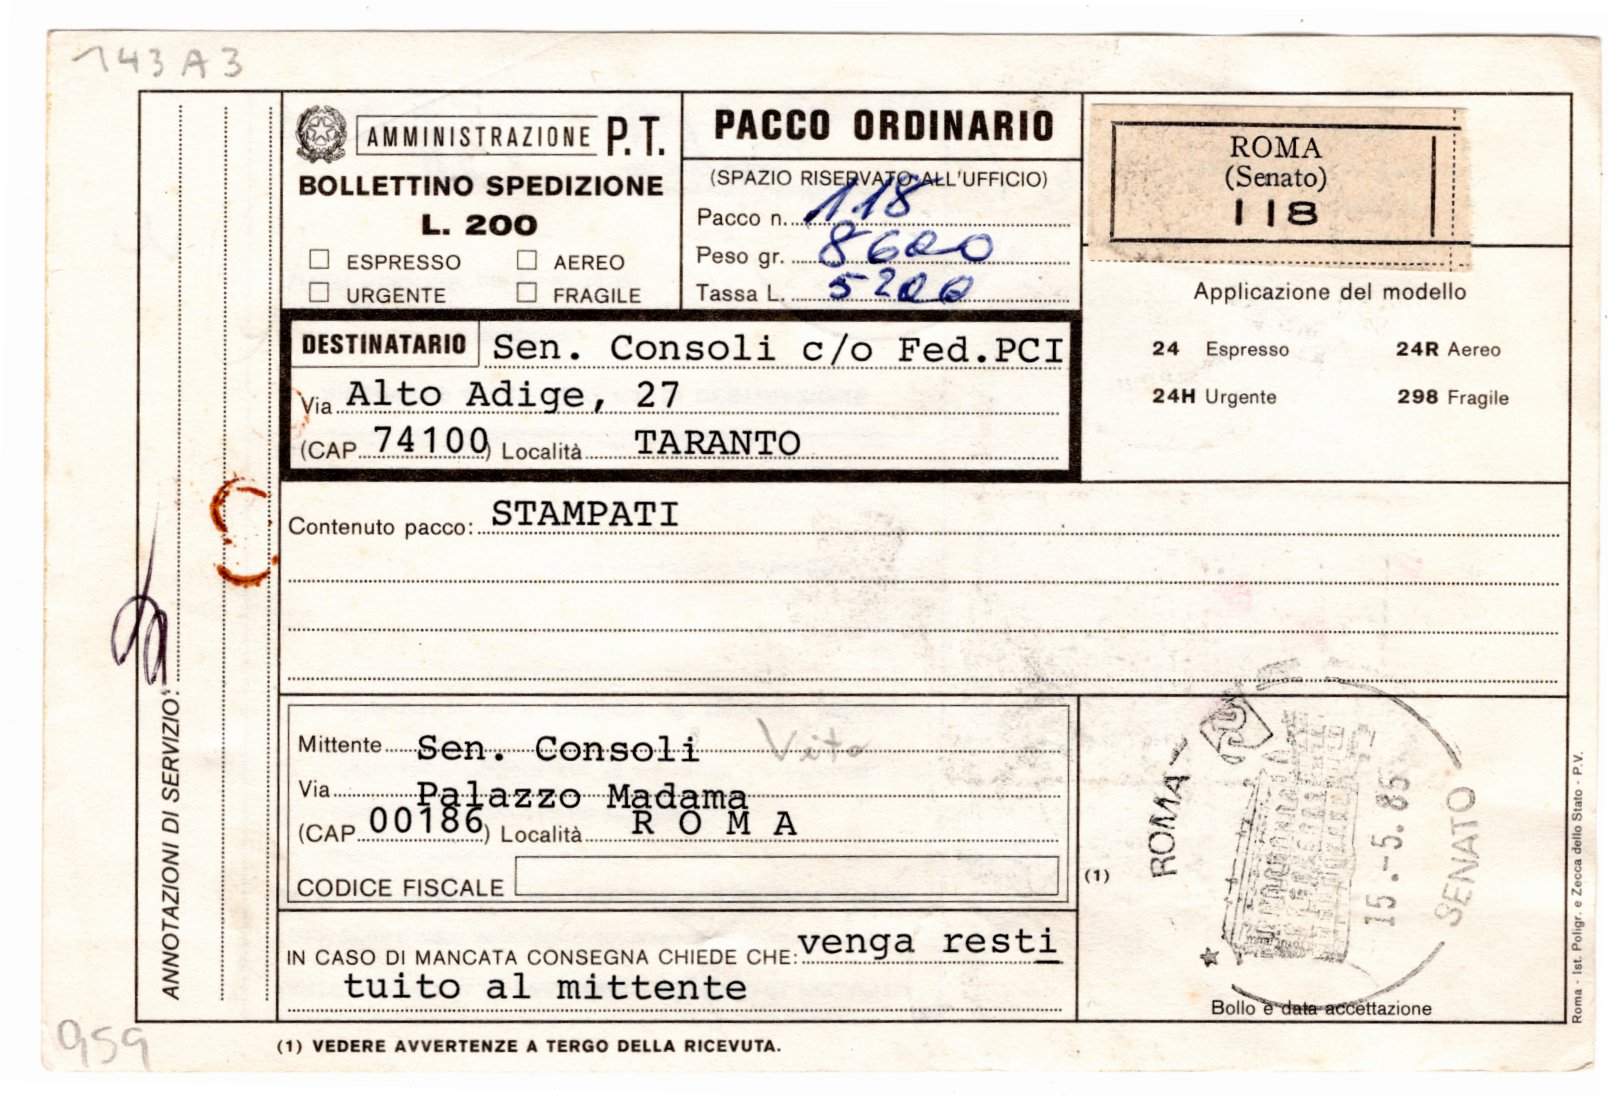 143 A 3
AMMINISTRAZIONE P.T.
BOLLETTINO SPEDIZIONE
L. 200
ESPRESSO AEREO
URGENTE FRAGILE
PACCO ORDINARIO
(SPAZIO RISERVATO ALL'UFFICIO)
Pacco n. 118
Peso gr. 8600
Tassa L. 5200
ROMA
(Senato)
118
Applicazione del modello
24 Espresso 24R Aereo
24H Urgente 298 Fragile
DESTINATARIO Sen. Consoli c/o Fed.PCI
Via Alto Adige, 27
(CAP 74100) Località TARANTO
Contenuto pacco: STAMPATI
ANNOTAZIONI DI SERVIZIO:
Mittente Sen. Consoli Vito
Via Palazzo Madama
(CAP 00186) Località R O M A
CODICE FISCALE
IN CASO DI MANCATA CONSEGNA CHIEDE CHE: venga resti
tuito al mittente
(1)
ROMA
SENATO
15.-5.85
Bollo e data accettazione
Roma - Ist. Poligr. e Zecca dello Stato - P.V.
959
(1) VEDERE AVVERTENZE A TERGO DELLA RICEVUTA.